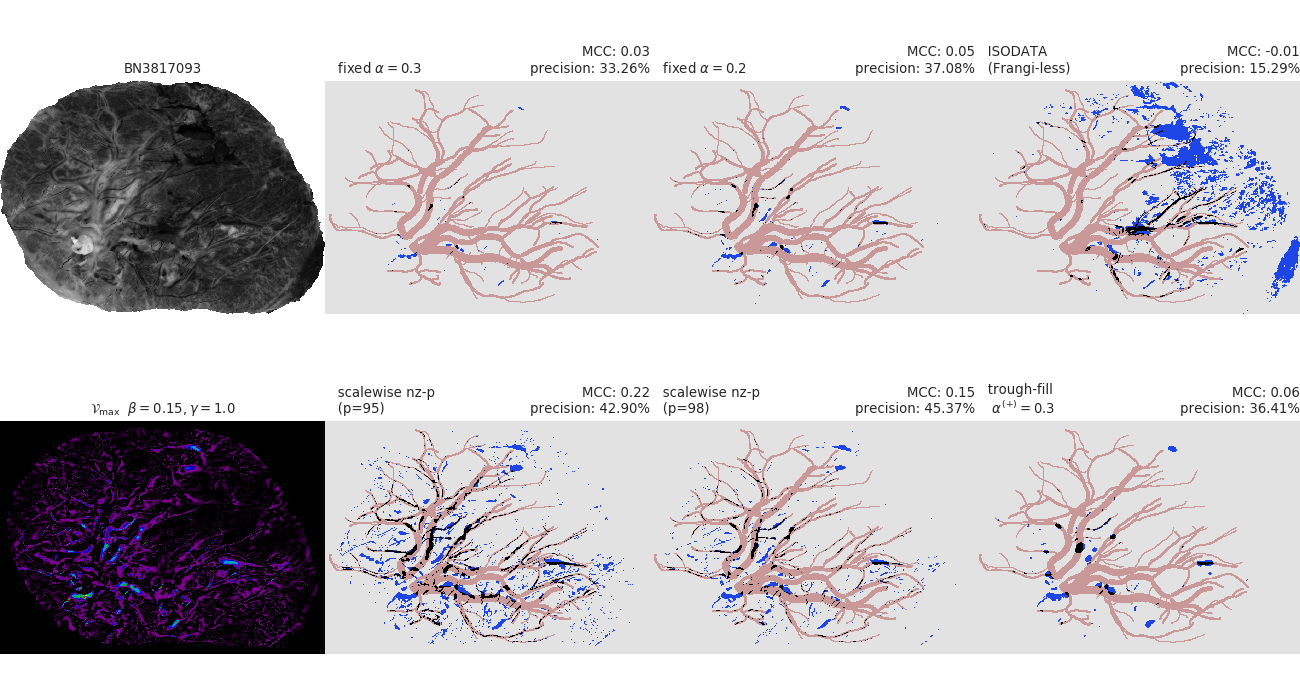 BN3817093
fixed α = 0.3
MCC: 0.03
precision: 33.26%
fixed α = 0.2
MCC: 0.05
precision: 37.08%
ISODATA
(Frangi-less)
MCC: -0.01
precision: 15.29%
𝒱max β = 0.15, γ = 1.0
scalewise nz-p
(p=95)
MCC: 0.22
precision: 42.90%
scalewise nz-p
(p=98)
MCC: 0.15
precision: 45.37%
trough-fill
α(+) = 0.3
MCC: 0.06
precision: 36.41%